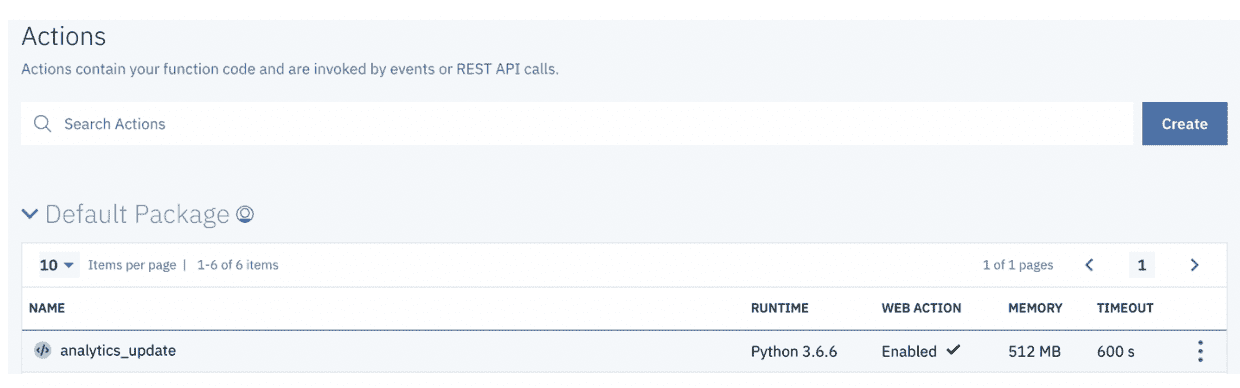 Actions
Actions contain your function code and are invoked by events or REST API calls.
Search Actions
Create
Default Package
10 Items per page | 1-6 of 6 items 1 of 1 pages 1
NAME RUNTIME WEB ACTION MEMORY TIMEOUT
analytics_update Python 3.6.6 Enabled 512 MB 600 s